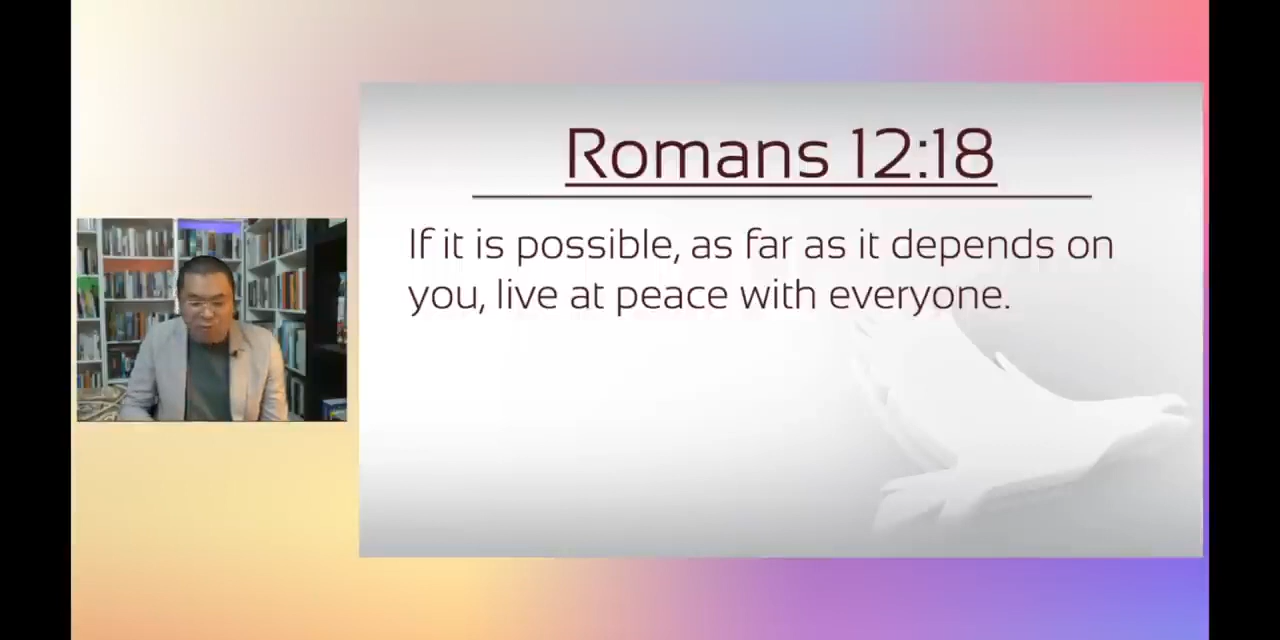 Romans 12:18
If it is possible, as far as it depends on
you, live at peace with everyone.